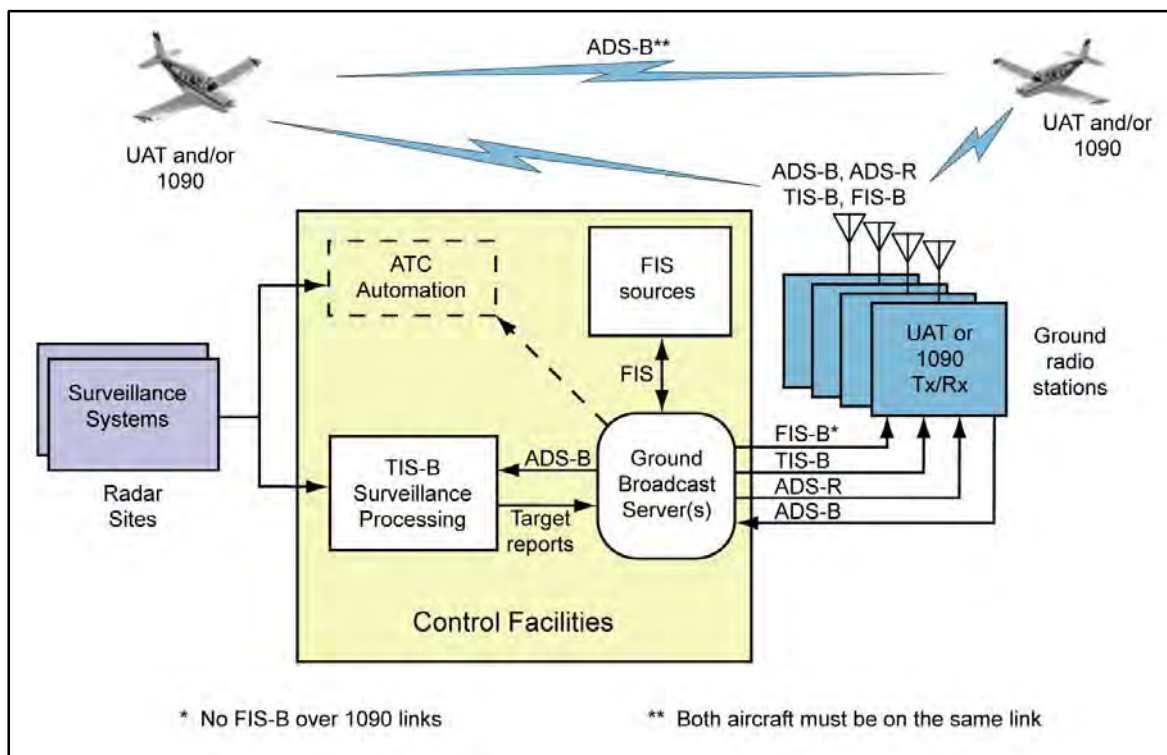 ADS-B**
UAT and/or
1090
UAT and/or
1090
ADS-B, ADS-R
TIS-B, FIS-B
ATC
Automation
FIS
sources
UAT or
1090
Tx/Rx
Ground
radio
stations
Surveillance
Systems
Radar
Sites
FIS
TIS-B
Surveillance
Processing
ADS-B
Target
reports
Ground
Broadcast
Server(s)
FIS-B*
TIS-B
ADS-R
ADS-B
Control Facilities
* No FIS-B over 1090 links
** Both aircraft must be on the same link